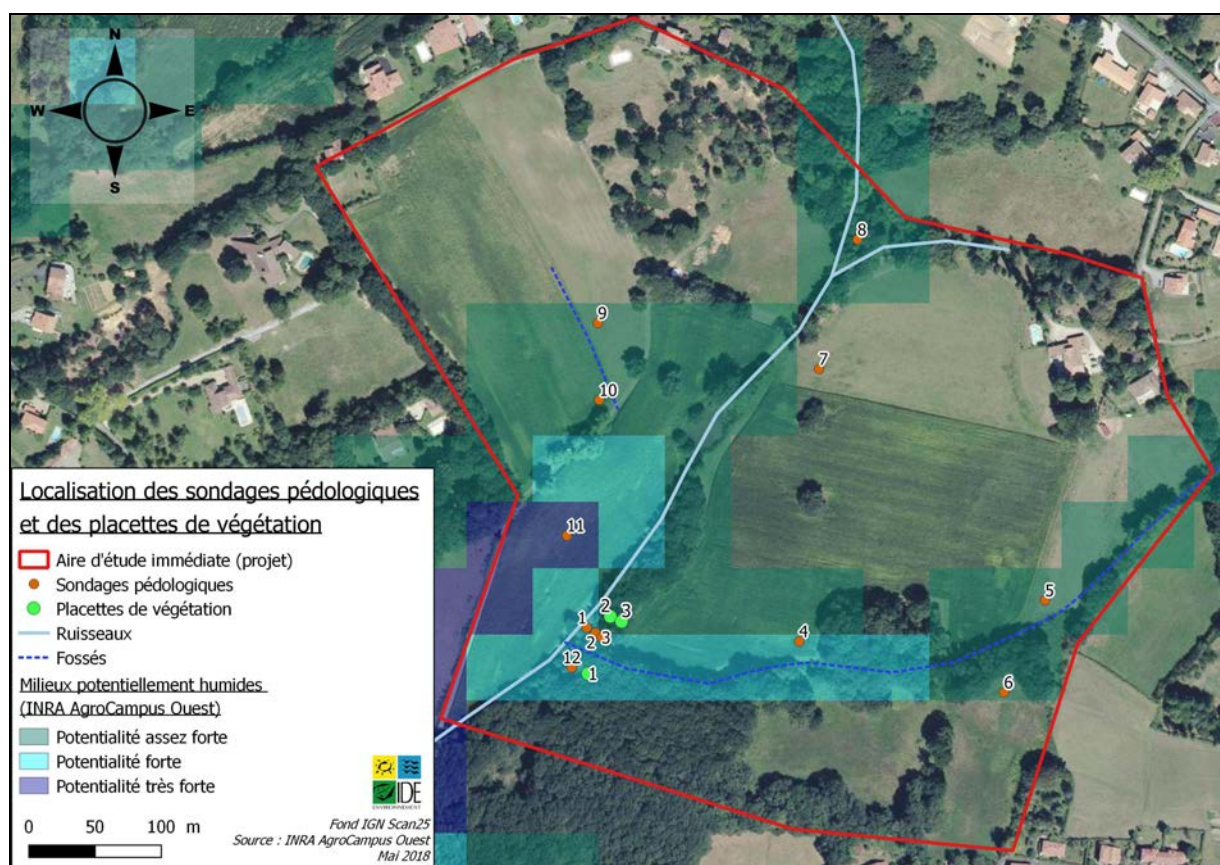 N
W E
S
8
9
7
10
11
5
2
3
1
4
2 3
12
1
6
Localisation des sondages pédologiques
et des placettes de végétation
Aire d'étude immédiate (projet)
Sondages pédologiques
Placettes de végétation
Ruisseaux
Fossés
Milieux potentiellement humides
(INRA AgroCampus Ouest)
Potentialité assez forte
Potentialité forte
Potentialité très forte
IDE
ENVIRONNEMENT
0 50 100 m
Fond IGN Scan25
Source : INRA AgroCampus Ouest
Mai 2018